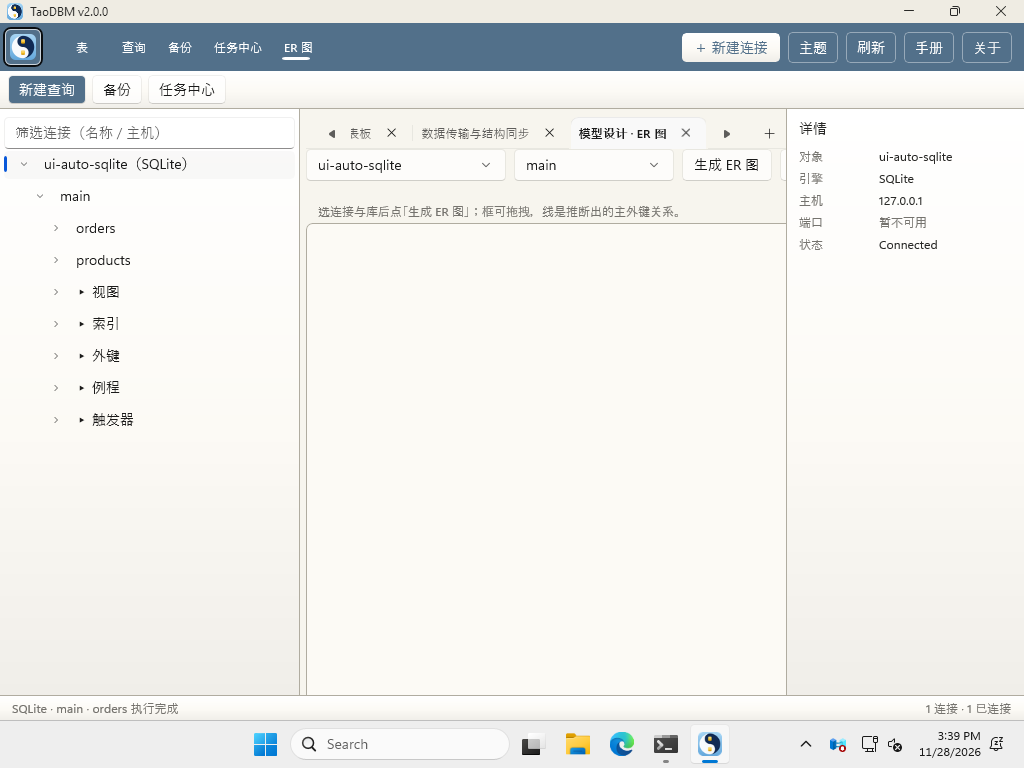 TaoDBM v2.0.0
表 查询 备份 任务中心 ER 图 + 新建连接 主题 刷新 手册 关于
新建查询 备份 任务中心
筛选连接（名称 / 主机）
ui-auto-sqlite（SQLite）
main
orders
products
▸ 视图
▸ 索引
▸ 外键
▸ 例程
▸ 触发器
表板 数据传输与结构同步 模型设计 · ER 图
ui-auto-sqlite main 生成 ER 图
选连接与库后点「生成 ER 图」；框可拖拽，线是推断出的主外键关系。
详情
对象 ui-auto-sqlite
引擎 SQLite
主机 127.0.0.1
端口 暂不可用
状态 Connected
SQLite · main · orders 执行完成
1 连接 · 1 已连接
Search
3:39 PM
11/28/2026